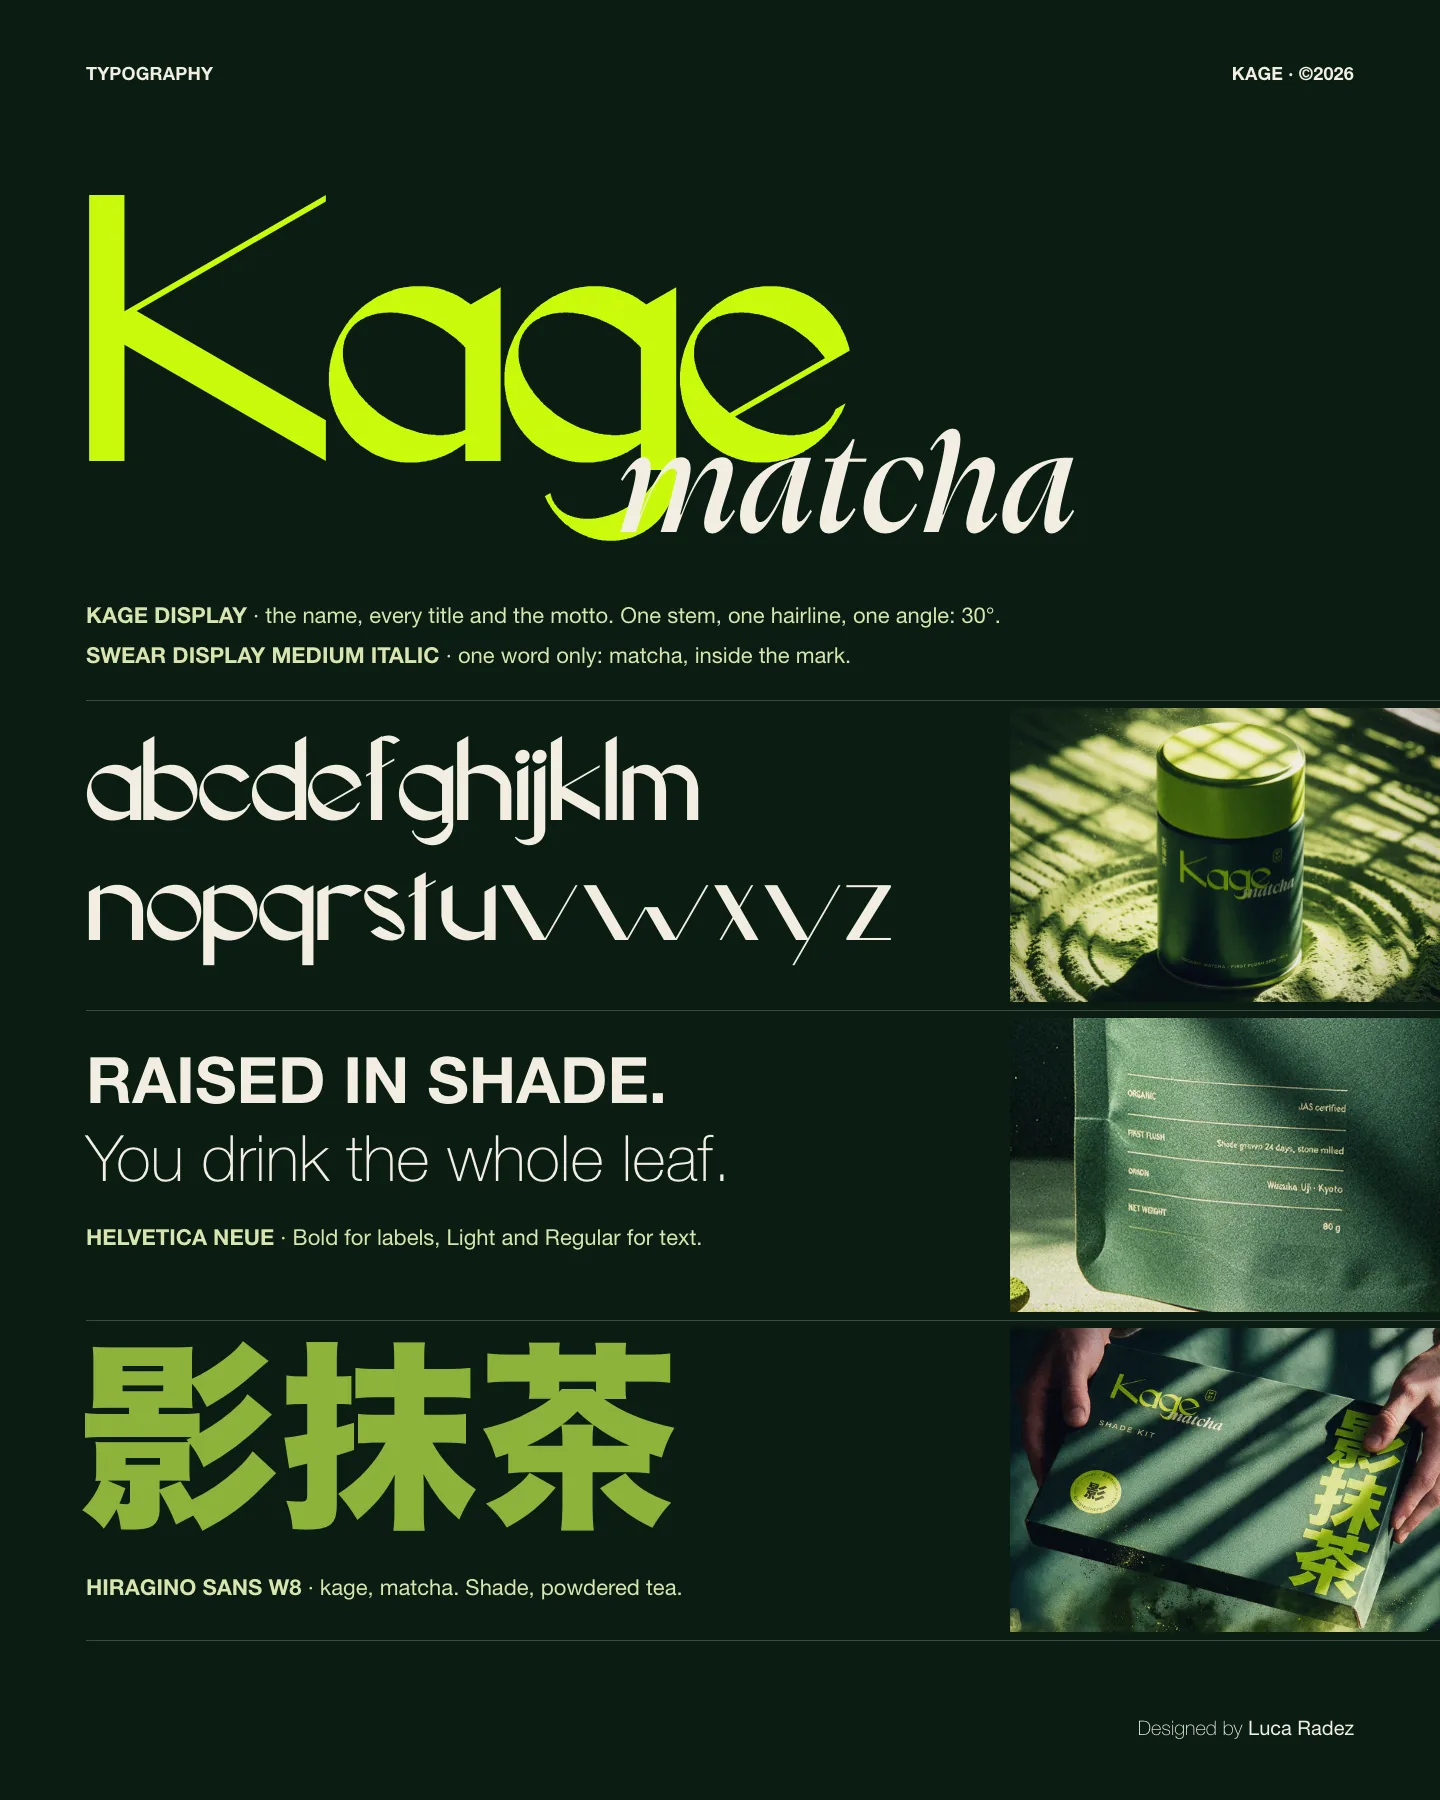 TYPOGRAPHY
KAGE · ©2026
Kage
matcha
KAGE DISPLAY · the name, every title and the motto. One stem, one hairline, one angle: 30°.
SWEAR DISPLAY MEDIUM ITALIC · one word only: matcha, inside the mark.
abcdefghijklm
nopqrstuvwxyz
Kage
matcha
RAISED IN SHADE.
You drink the whole leaf.
HELVETICA NEUE · Bold for labels, Light and Regular for text.
ORGANIC
JAS certified
FIRST FLUSH
Shade grown 24 days, stone milled
ORIGIN
Wazuka Uji · Kyoto
NET WEIGHT
80 g
影抹茶
HIRAGINO SANS W8 · kage, matcha. Shade, powdered tea.
Kage
matcha
SHADE KIT
影
影抹茶
Designed by Luca Radez